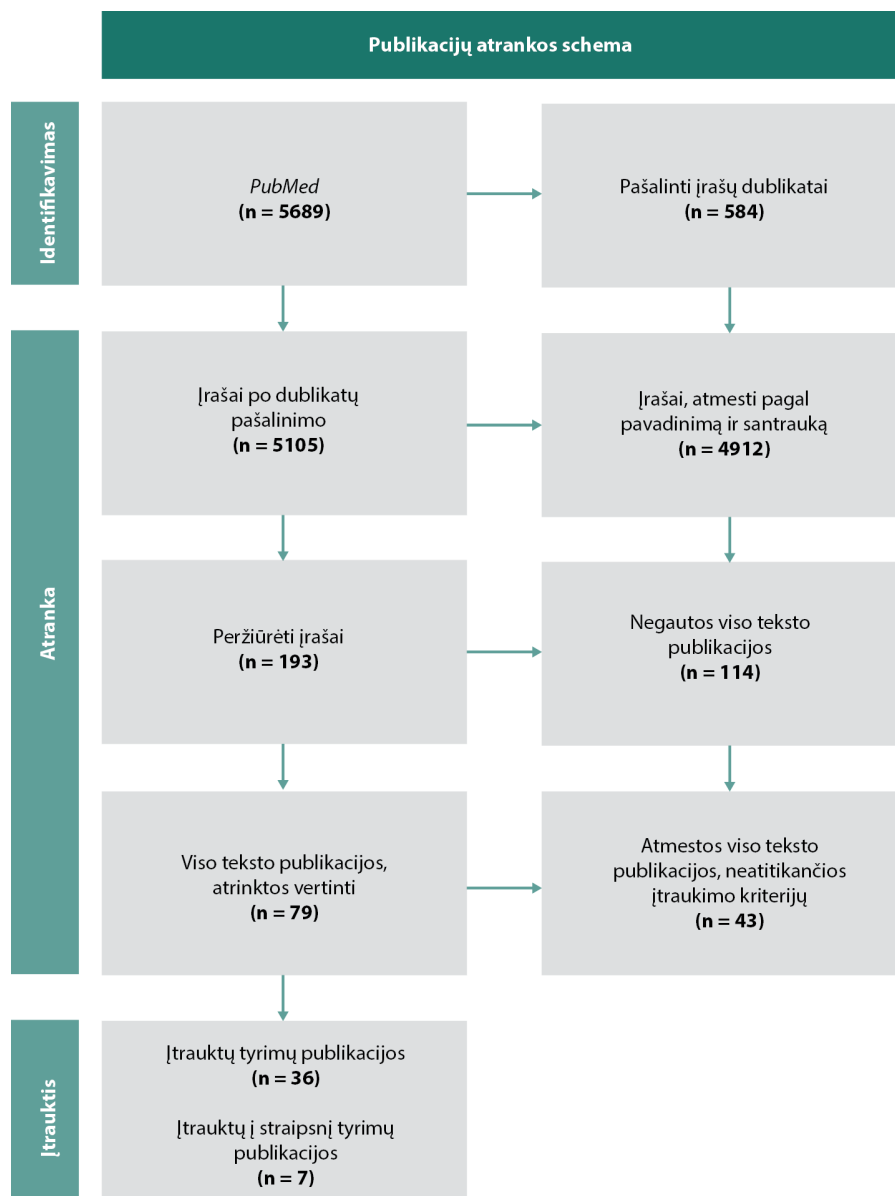 Publikacijų atrankos schema
Identifikavimas
PubMed
(n = 5689)
Pašalinti įrašų dublikatai
(n = 584)
Atranka
Įrašai po dublikatų
pašalinimo
(n = 5105)
Įrašai, atmesti pagal
pavadinimą ir santrauką
(n = 4912)
Peržiūrėti įrašai
(n = 193)
Negautos viso teksto
publikacijos
(n = 114)
Viso teksto publikacijos,
atrinktos vertinti
(n = 79)
Atmestos viso teksto
publikacijos, neatitikančios
įtraukimo kriterijų
(n = 43)
Įtrauktis
Įtrauktų tyrimų publikacijos
(n = 36)
Įtrauktų į straipsnį tyrimų
publikacijos
(n = 7)